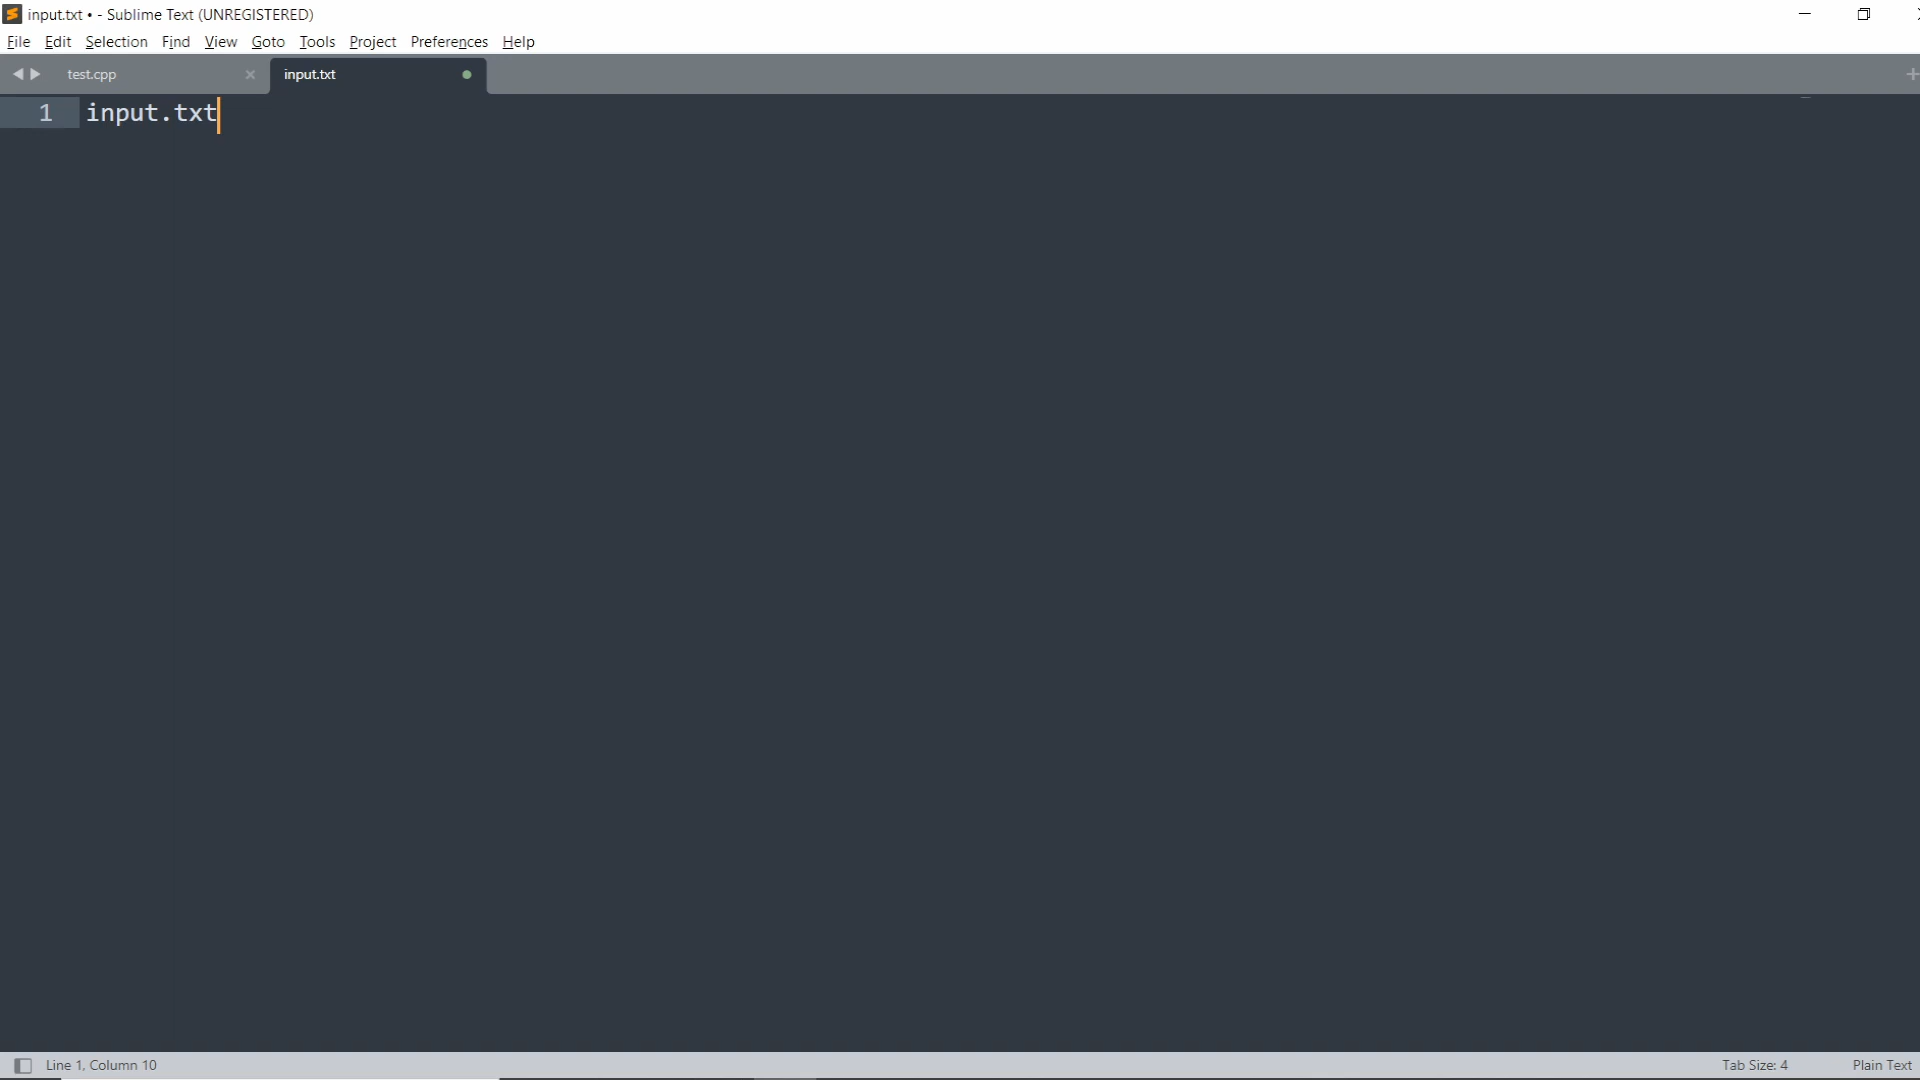 input.txt • - Sublime Text (UNREGISTERED)
File Edit Selection Find View Goto Tools Project Preferences Help
test.cpp input.txt
1 input.txt
Line 1, Column 10 Tab Size: 4 Plain Text